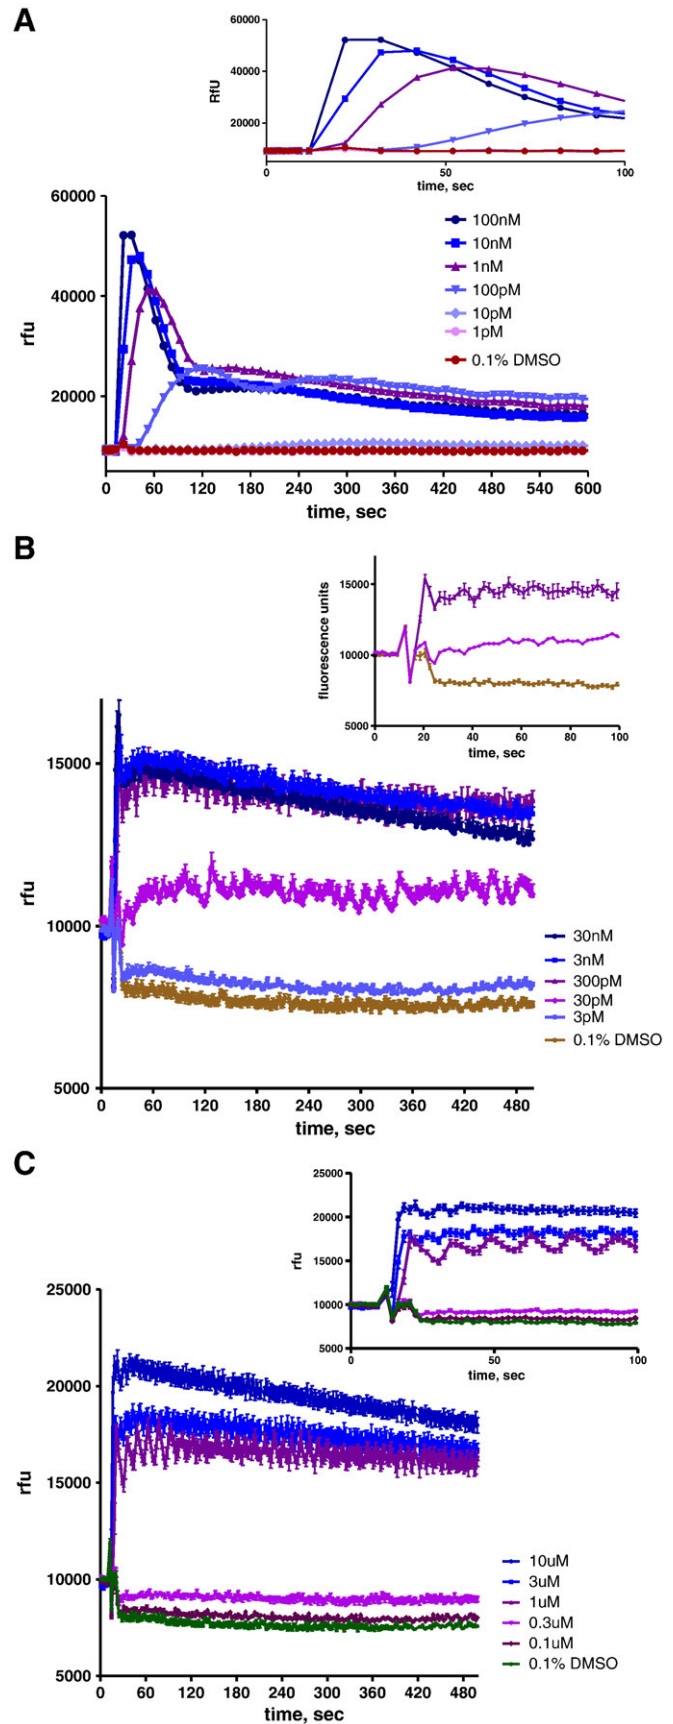 A
60000
40000
20000
RfU
0
50
100
time, sec
60000
40000
20000
rfu
0
60
120
180
240
300
360
420
480
540
600
time, sec
100nM
10nM
1nM
100pM
10pM
1pM
0.1% DMSO
B
15000
10000
5000
fluorescence units
0
20
40
60
80
100
time, sec
15000
10000
5000
rfu
0
60
120
180
240
300
360
420
480
time, sec
30nM
3nM
300pM
30pM
3pM
0.1% DMSO
C
25000
20000
15000
10000
5000
rfu
0
50
100
time, sec
25000
20000
15000
10000
5000
rfu
0
60
120
180
240
300
360
420
480
time, sec
10uM
3uM
1uM
0.3uM
0.1uM
0.1% DMSO